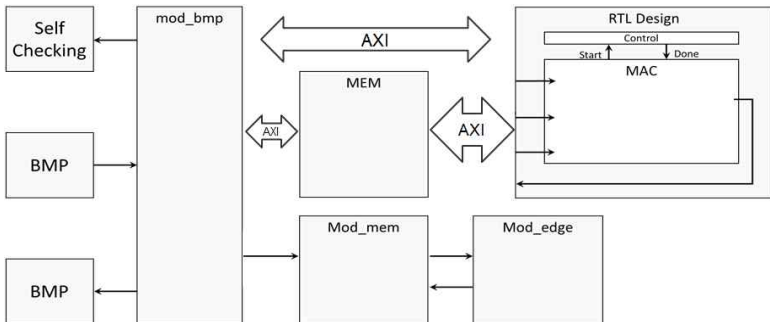 Self
Checking
mod_bmp
AXI
RTL Design
Control
Start
Done
MAC
MEM
AXI
AXI
BMP
Mod_mem
Mod_edge
BMP